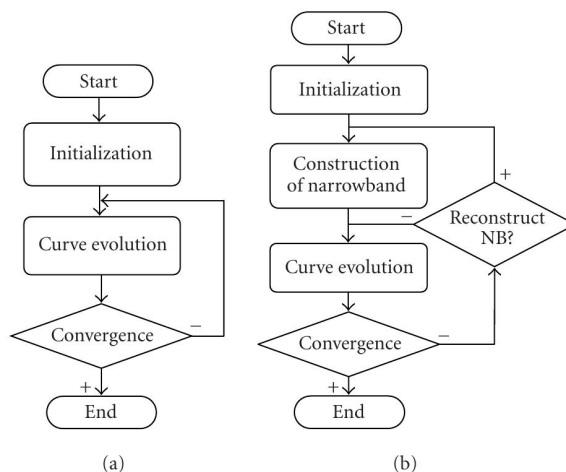 Start
Initialization
Curve evolution
Convergence
−
+
End
(a)
Start
Initialization
Construction
of narrowband
+
−
Reconstruct
NB?
Curve evolution
Convergence
−
+
End
(b)